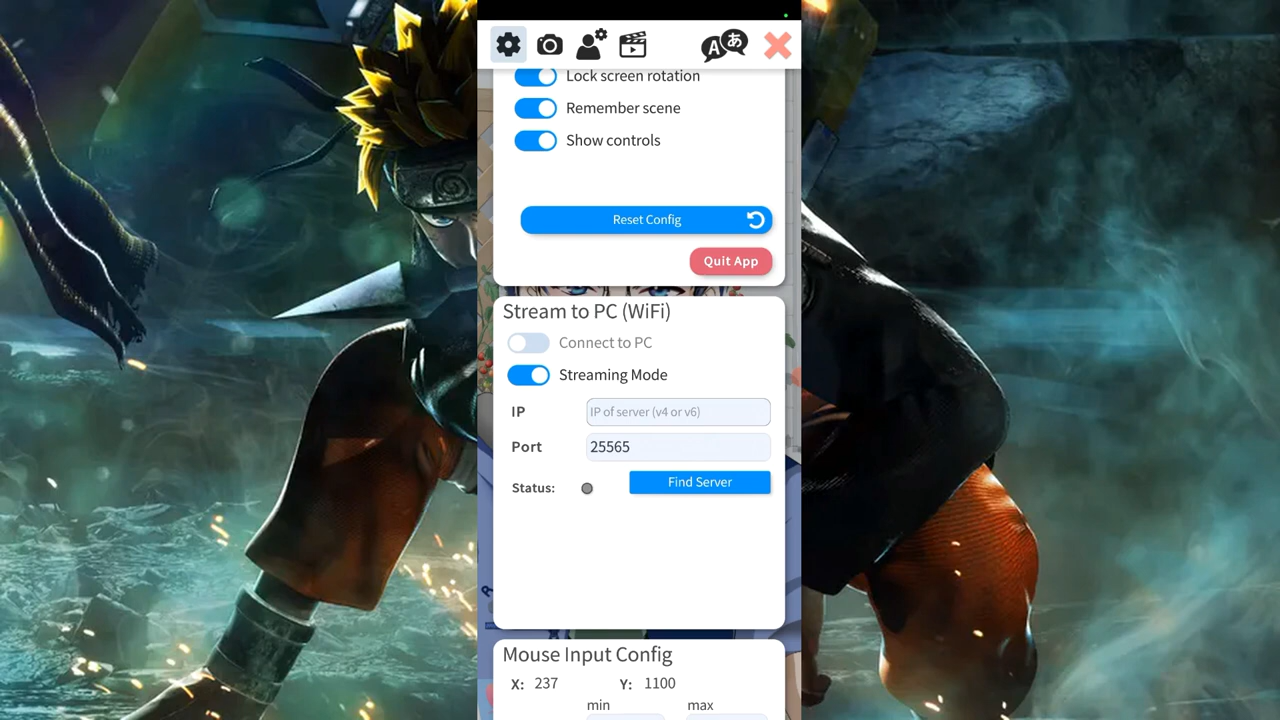 A あ
Lock screen rotation
Remember scene
Show controls
Reset Config
Quit App
Stream to PC (WiFi)
Connect to PC
Streaming Mode
IP IP of server (v4 or v6)
Port 25565
Status: Find Server
Mouse Input Config
X: 237 Y: 1100
min max